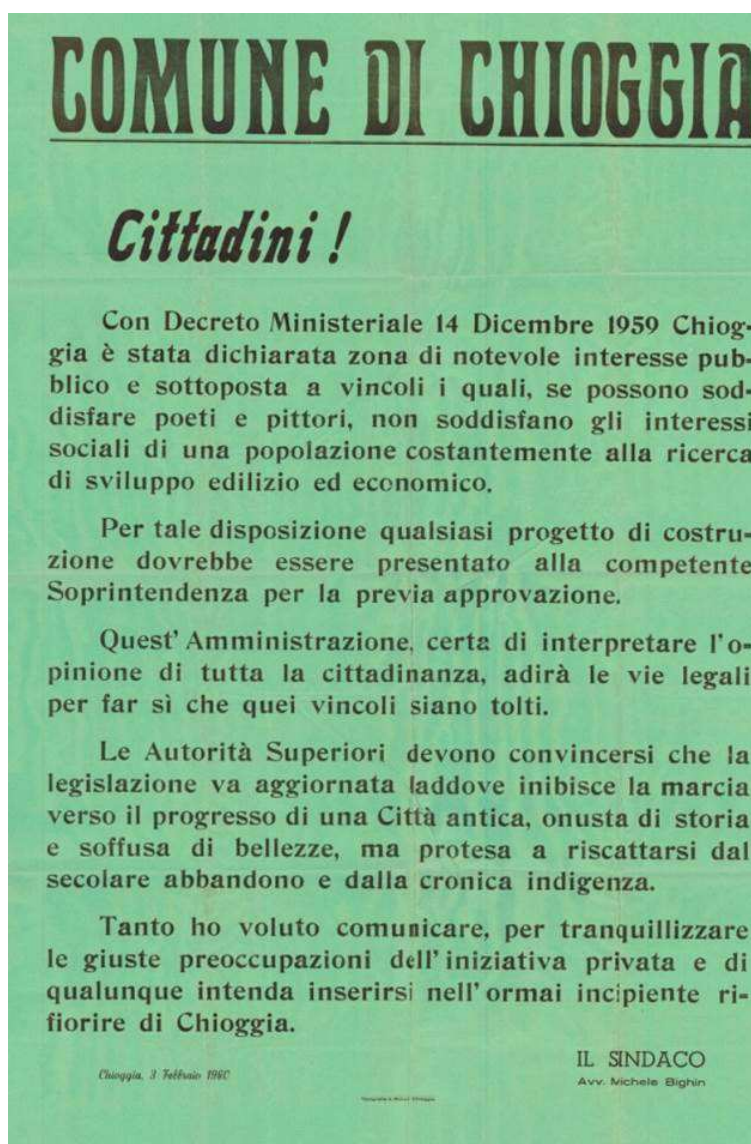 COMUNE DI CHIOGGIA
Cittadini !
Con Decreto Ministeriale 14 Dicembre 1959 Chiog-
gia è stata dichiarata zona di notevole interesse pub-
blico e sottoposta a vincoli i quali, se possono sod-
disfare poeti e pittori, non soddisfano gli interessi
sociali di una popolazione costantemente alla ricerca
di sviluppo edilizio ed economico.
Per tale disposizione qualsiasi progetto di costru-
zione dovrebbe essere presentato alla competente
Soprintendenza per la previa approvazione.
Quest' Amministrazione, certa di interpretare l'o-
pinione di tutta la cittadinanza, adirà le vie legali
per far sì che quei vincoli siano tolti.
Le Autorità Superiori devono convincersi che la
legislazione va aggiornata laddove inibisce la marcia
verso il progresso di una Città antica, onusta di storia
e soffusa di bellezze, ma protesa a riscattarsi dal
secolare abbandono e dalla cronica indigenza.
Tanto ho voluto comunicare, per tranquillizzare
le giuste preoccupazioni dell' iniziativa privata e di
qualunque intenda inserirsi nell' ormai incipiente ri-
fiorire di Chioggia.
Chioggia, 3 Febbraio 1960
IL SINDACO
Avv. Michele Bighin